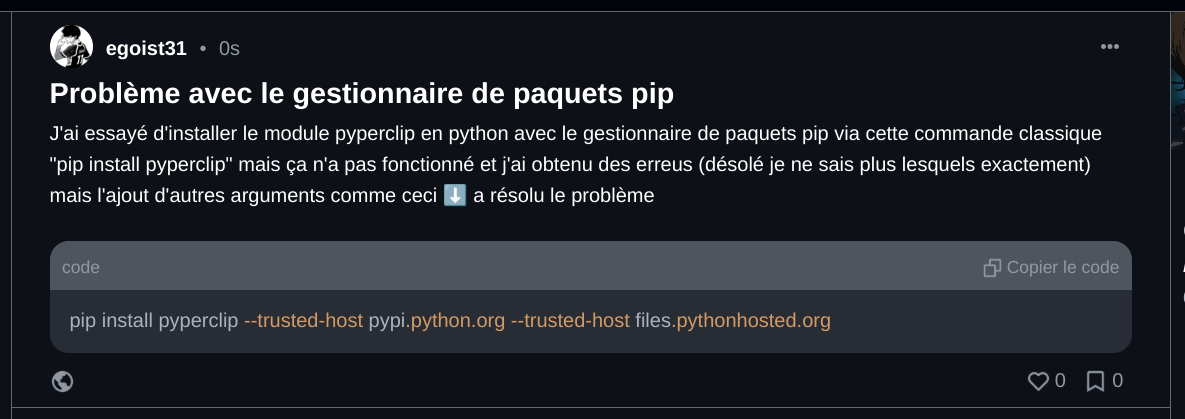 egoist31 • 0s
Problème avec le gestionnaire de paquets pip
J'ai essayé d'installer le module pyperclip en python avec le gestionnaire de paquets pip via cette commande classique
"pip install pyperclip" mais ça n'a pas fonctionné et j'ai obtenu des erreus (désolé je ne sais plus lesquels exactement)
mais l'ajout d'autres arguments comme ceci ⬇️ a résolu le problème
code
Copier le code
pip install pyperclip --trusted-host pypi.python.org --trusted-host files.pythonhosted.org
0 0